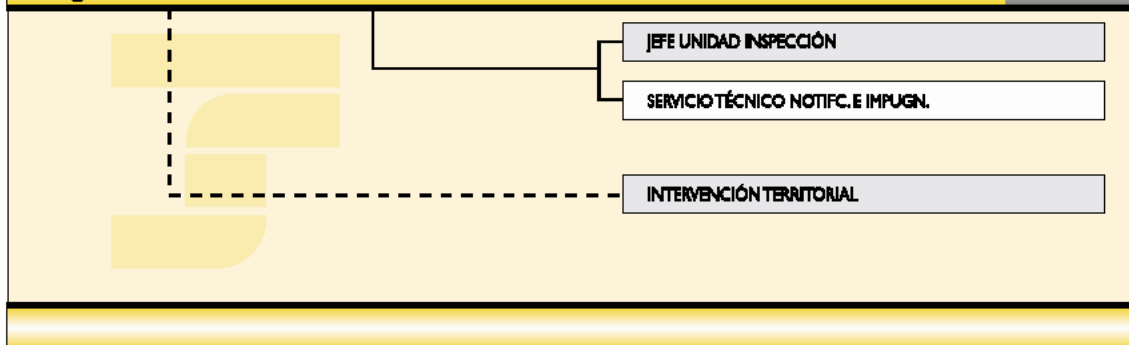 JEFE UNIDAD INSPECCIÓN
SERVICIO TÉCNICO NOTIFC. E IMPUGN.
INTERVENCIÓN TERRITORIAL